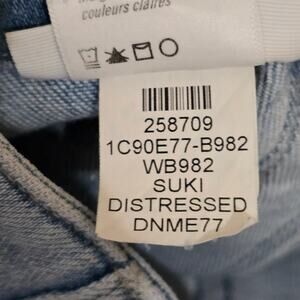 couleurs claires
258709
1C90E77-B982
WB982
SUKI
DISTRESSED
DNME77